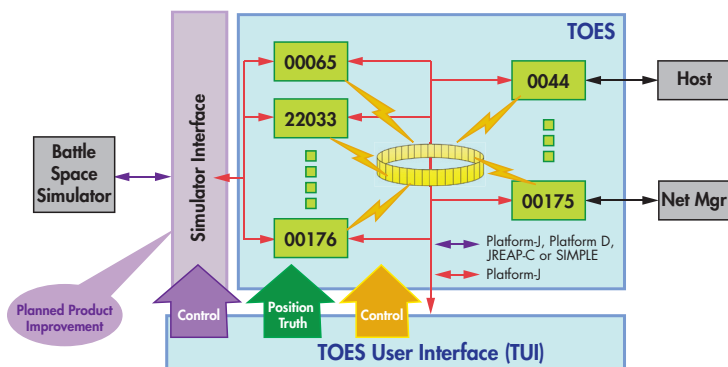 TOES
00065
0044
Host
22033
Battle
Space
Simulator
Simulator Interface
00175
Net Mgr
00176
Platform-J, Platform D,
JREAP-C or SIMPLE
Platform-J
Planned Product
Improvement
Control
Position
Truth
Control
TOES User Interface (TUI)